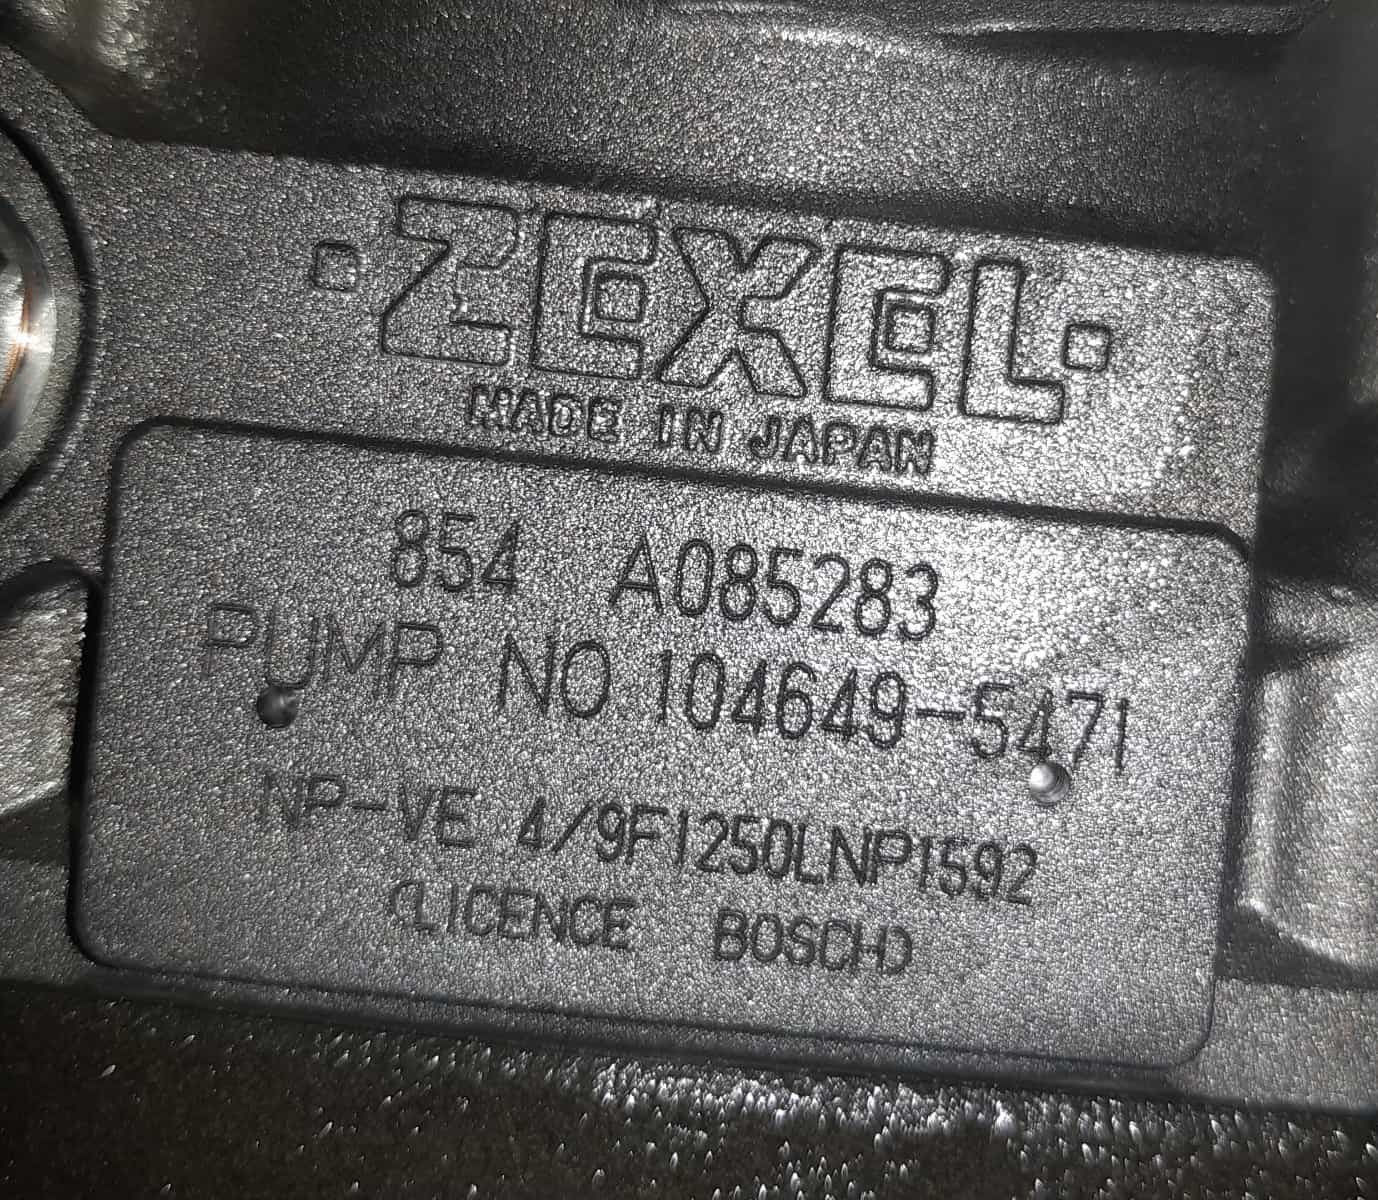 ZEXEL
MADE IN JAPAN
854 A085283
PUMP NO 104649-5471
NP-VE 4/9F1250LNP1592
(LICENCE BOSCH)